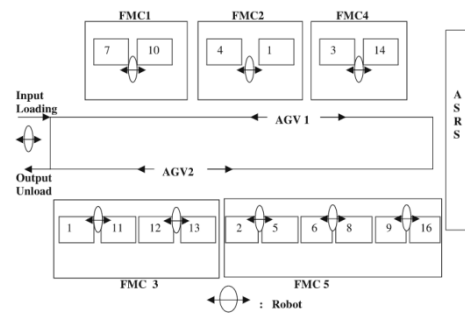 FMC1 FMC2 FMC4
7 10 4 1 3 14
A
S
R
S
Input
Loading
AGV 1
AGV2
Output
Unload
1 11 12 13 2 5 6 8 9 16
FMC 3 FMC 5
: Robot